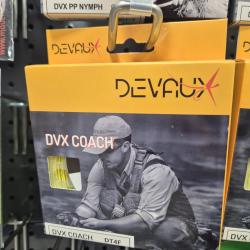 DVX PP NYMPH
DEVAUX
DEVAUX
DVX COACH
DVX COACH DT4F